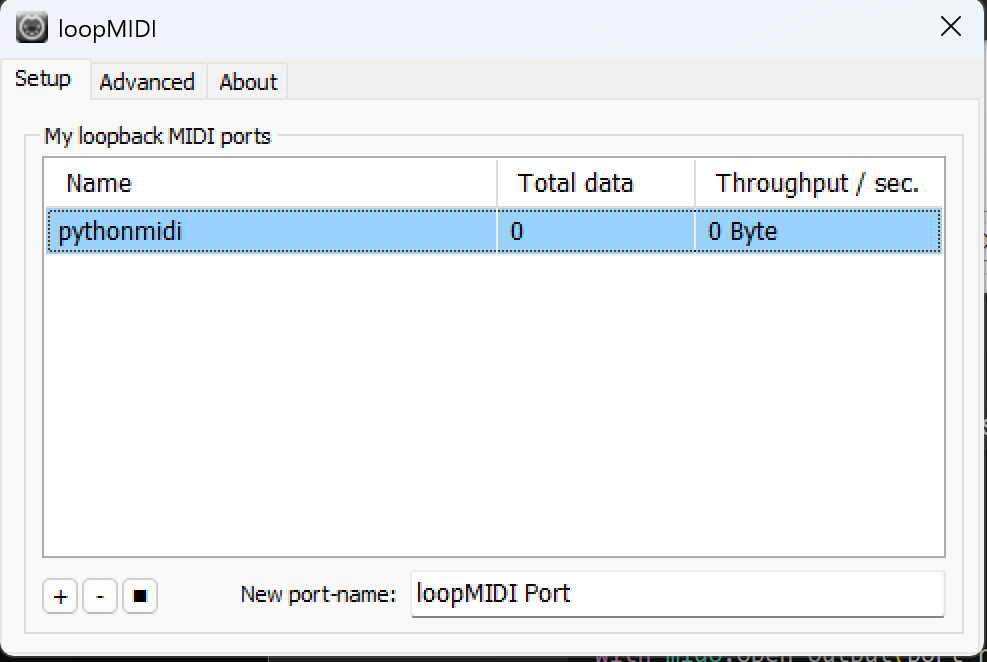 loopMIDI
Setup Advanced About
My loopback MIDI ports
Name Total data Throughput / sec.
pythonmidi 0 0 Byte
+ - New port-name: loopMIDI Port